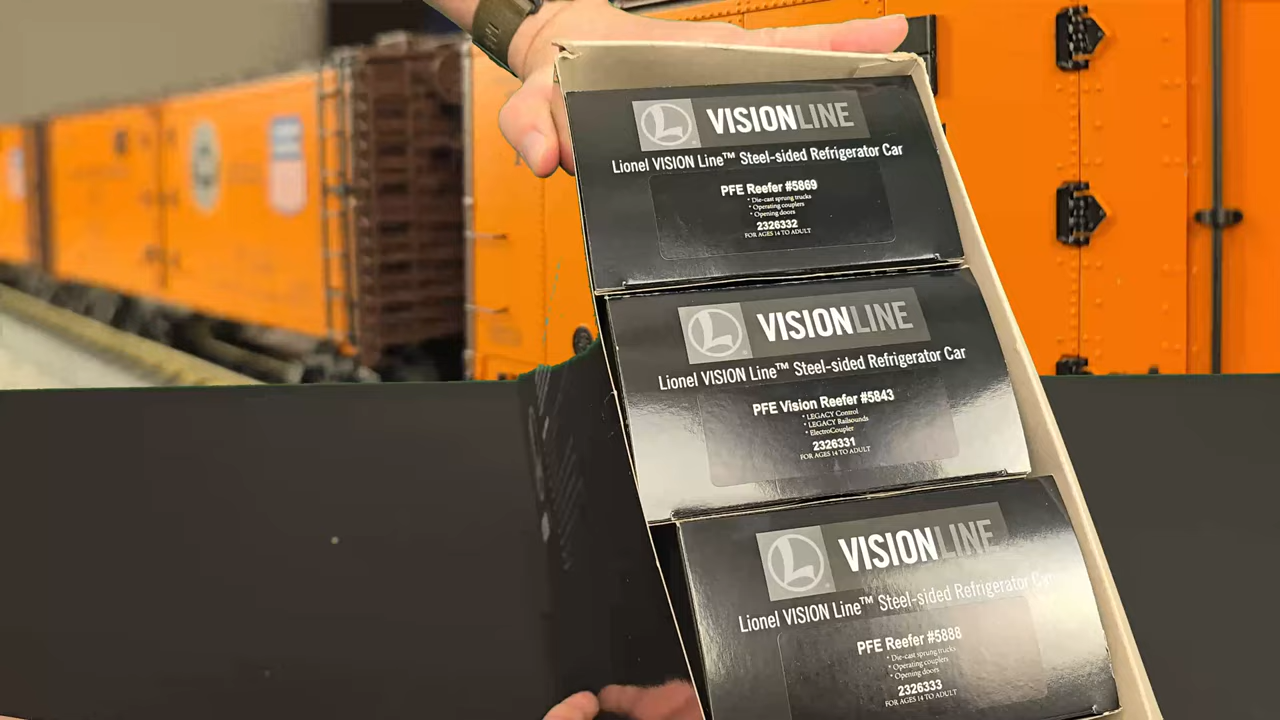 VISIONLINE
Lionel VISION Line™ Steel-sided Refrigerator Car
PFE Reefer #5869
• Die-cast sprung trucks
• Operating couplers
• Opening doors
2326332
FOR AGES 14 TO ADULT
VISIONLINE
Lionel VISION Line™ Steel-sided Refrigerator Car
PFE Vision Reefer #5843
• LEGACY Control
• LEGACY Railsounds
• ElectroCoupler
2326331
FOR AGES 14 TO ADULT
VISIONLINE
Lionel VISION Line™ Steel-sided Refrigerator Car
PFE Reefer #5888
• Die-cast sprung trucks
• Operating couplers
• Opening doors
2326333
FOR AGES 14 TO ADULT